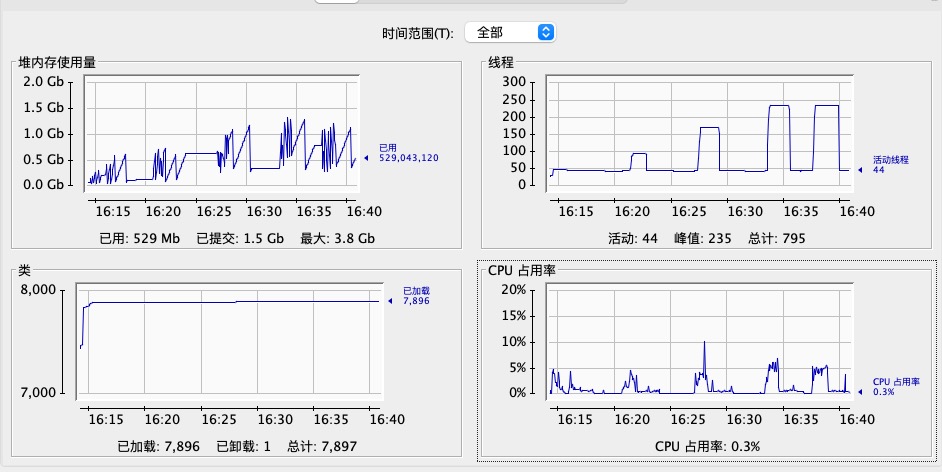 时间范围(T): 全部
堆内存使用量
2.0 Gb
1.5 Gb
1.0 Gb
0.5 Gb
0.0 Gb
已用
529,043,120
16:15 16:20 16:25 16:30 16:35 16:40
已用: 529 Mb 已提交: 1.5 Gb 最大: 3.8 Gb
线程
300
250
200
150
100
50
0
活动线程
44
16:15 16:20 16:25 16:30 16:35 16:40
活动: 44 峰值: 235 总计: 795
类
8,000
7,000
已加载
7,896
16:15 16:20 16:25 16:30 16:35 16:40
已加载: 7,896 已卸载: 1 总计: 7,897
CPU 占用率
20%
15%
10%
5%
0%
CPU 占用率
0.3%
16:15 16:20 16:25 16:30 16:35 16:40
CPU 占用率: 0.3%